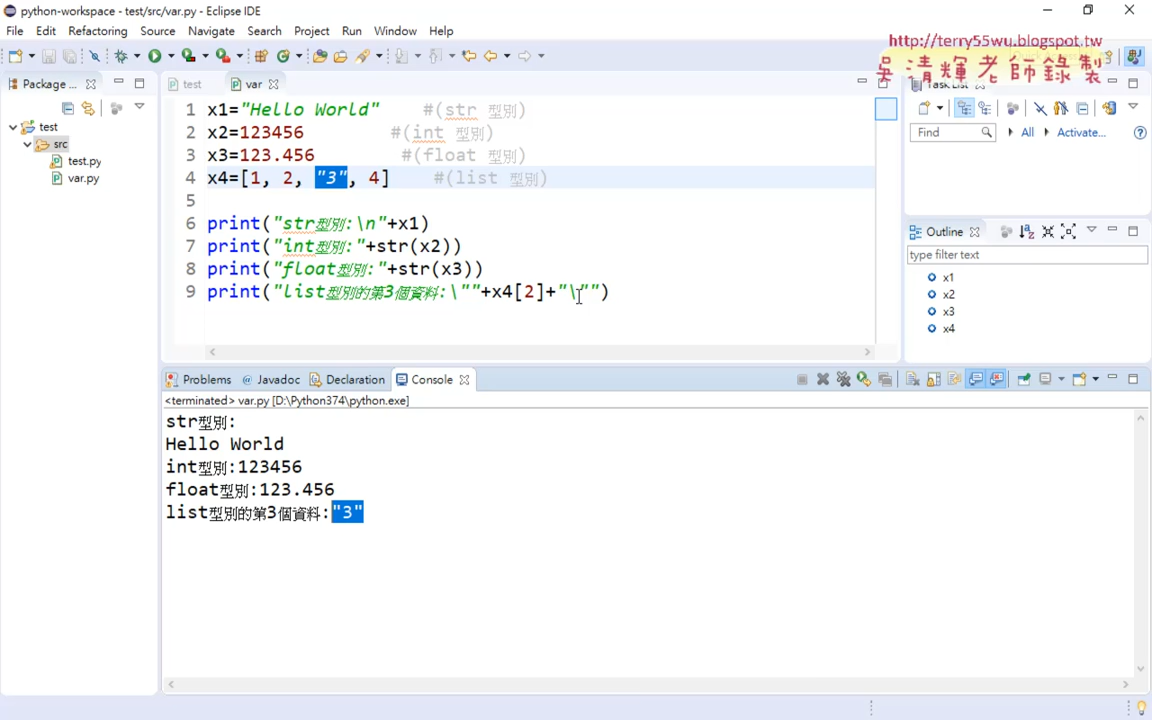 python-workspace - test/src/var.py - Eclipse IDE
File Edit Refactoring Source Navigate Search Project Run Window Help
http://terry55wu.blogspot.tw
吳清輝老師錄製
Package...
test
src
test.py
var.py
test var
1 x1="Hello World" #(str 型別)
2 x2=123456 #(int 型別)
3 x3=123.456 #(float 型別)
4 x4=[1, 2, "3", 4] #(list 型別)
5
6 print("str型別:\n"+x1)
7 print("int型別:"+str(x2))
8 print("float型別:"+str(x3))
9 print("list型別的第3個資料:\""+x4[2]+"\"")
Task List
Find All Activate...
Outline
type filter text
x1
x2
x3
x4
Problems Javadoc Declaration Console
<terminated> var.py [D:\Python374\python.exe]
str型別:
Hello World
int型別:123456
float型別:123.456
list型別的第3個資料:"3"